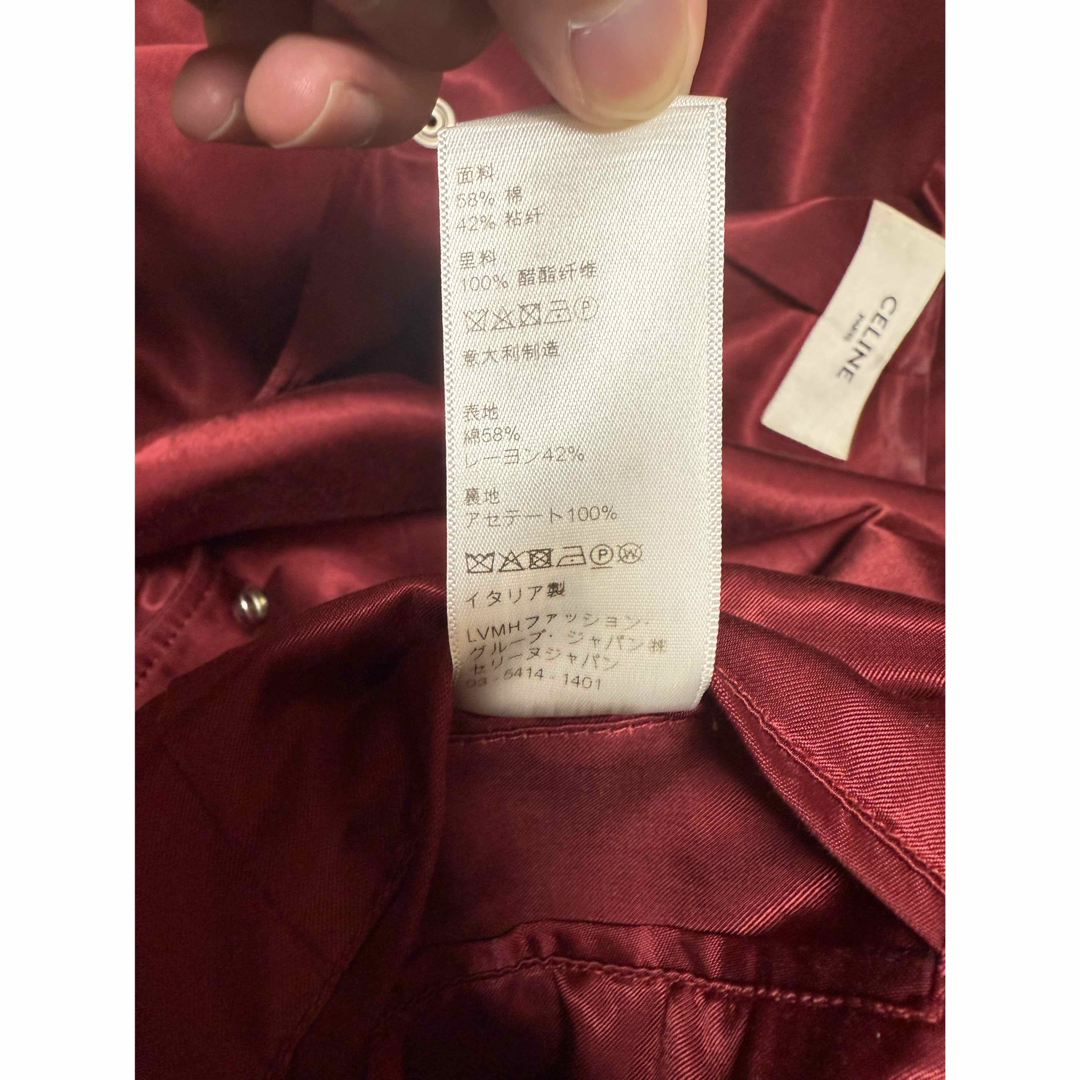 面料
58% 棉
42% 粘纤
里料
100% 醋酯纤维
意大利制造
表地
綿58%
レーヨン42%
裏地
アセテート100%
イタリア製
LVMHファッション・
グループ・ジャパン 株
セリーヌジャパン
03 - 5414 - 1401
CELINE
PARIS